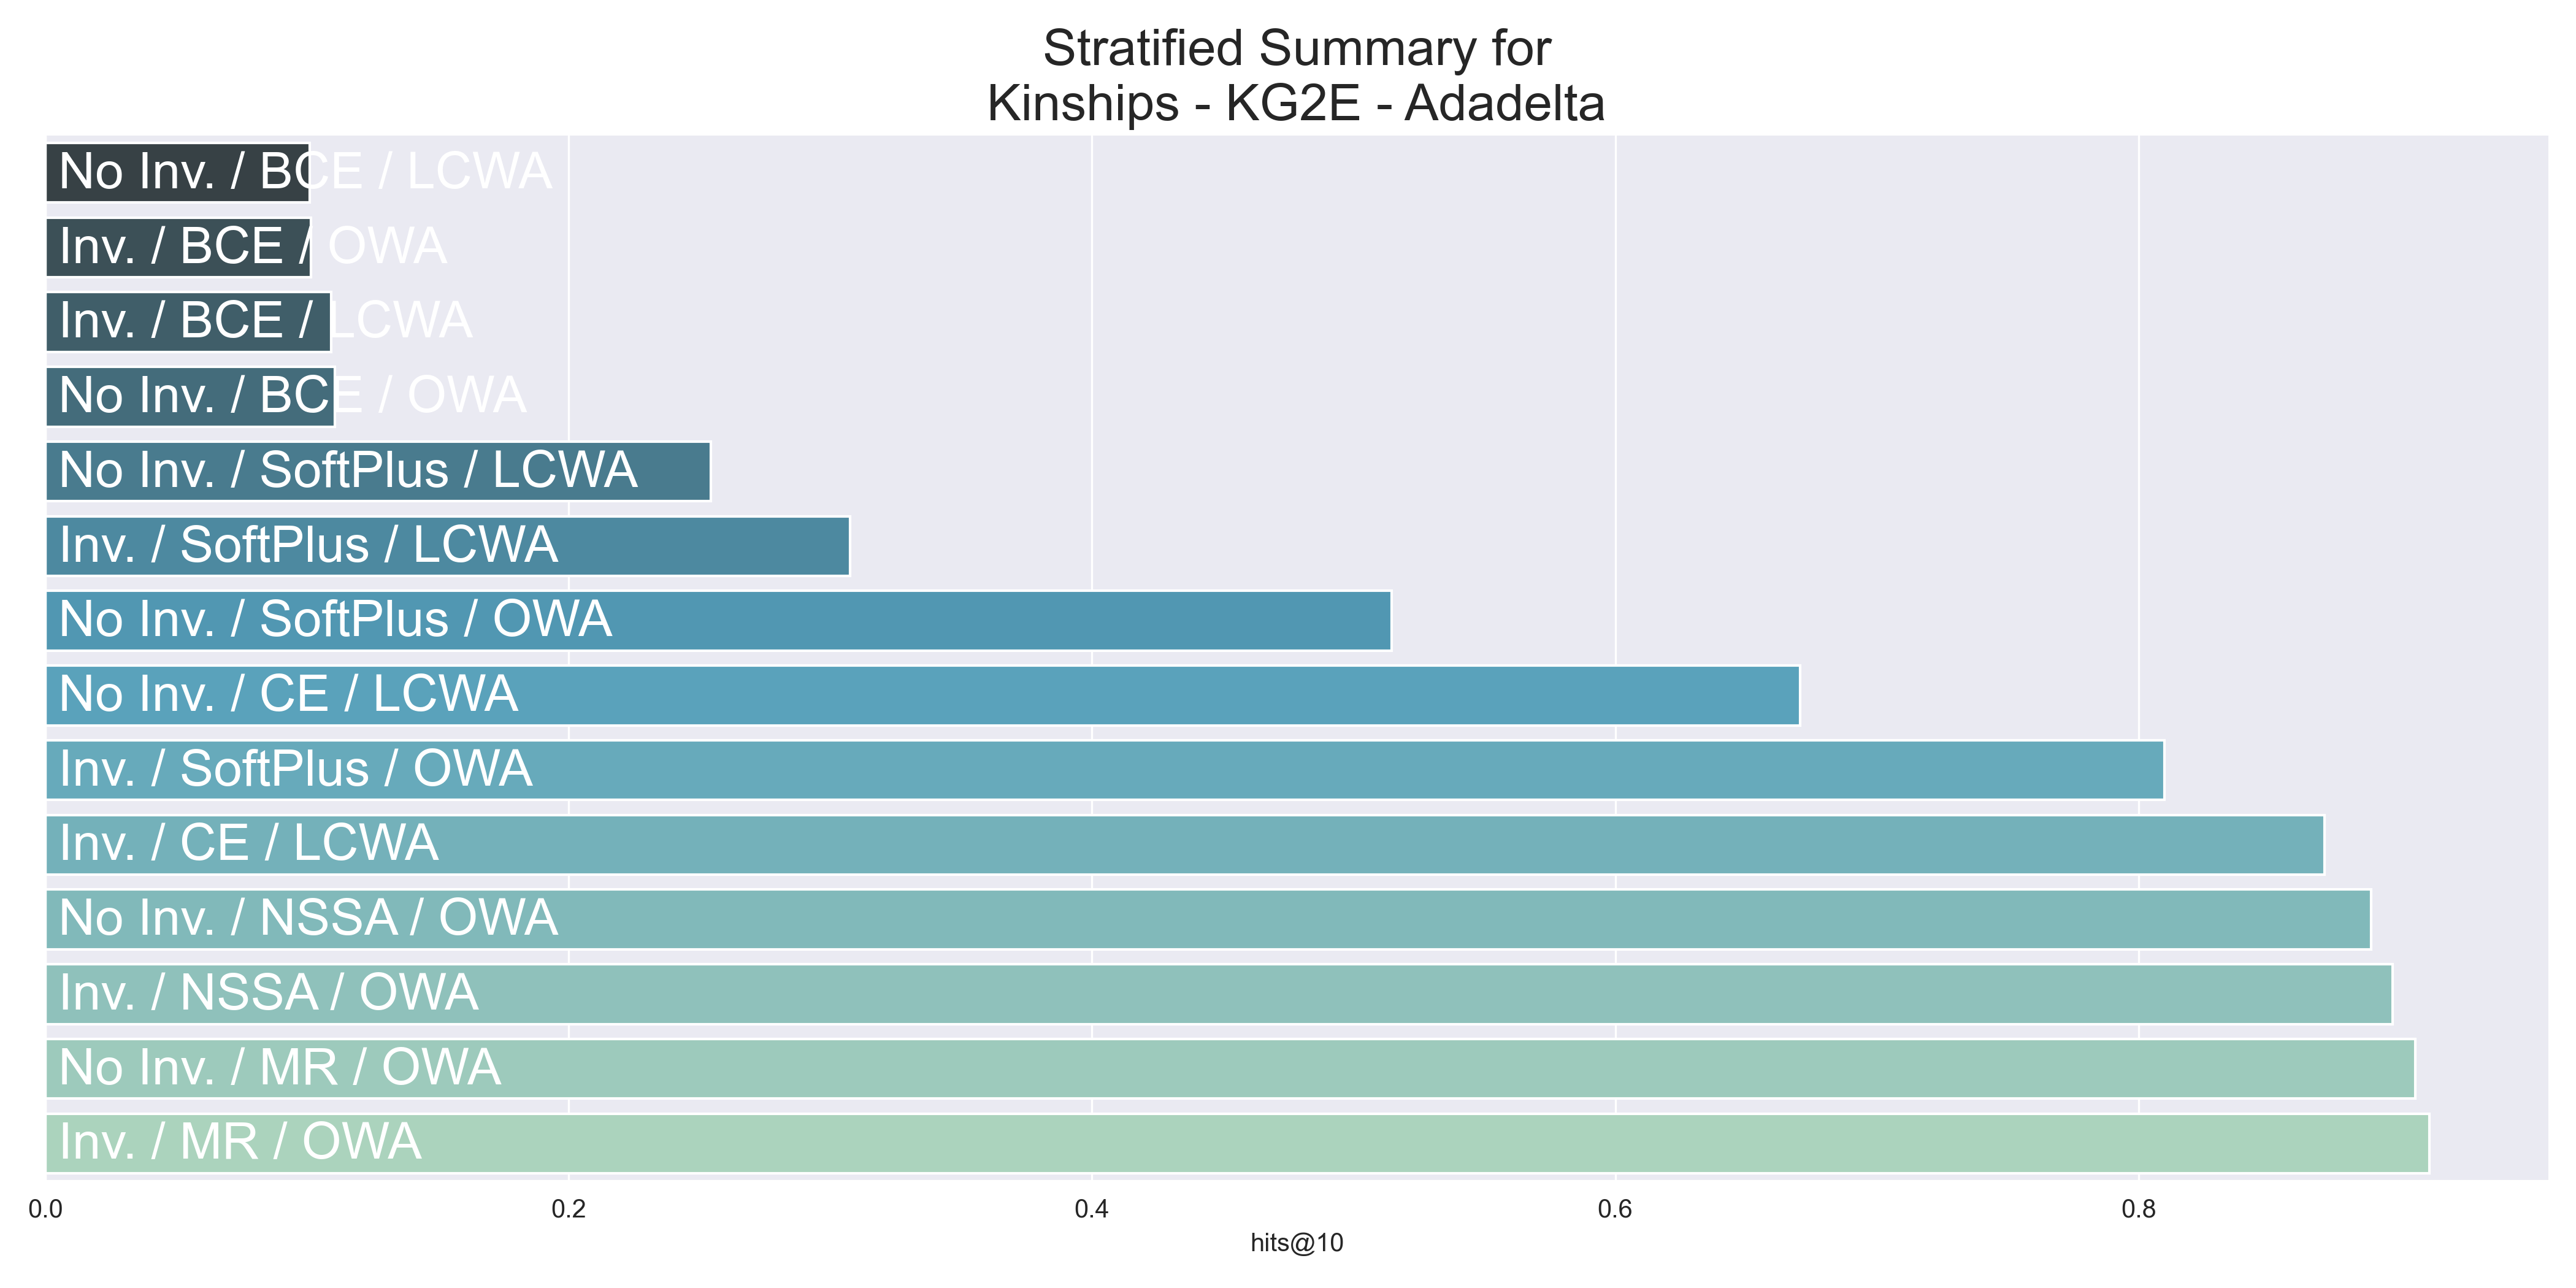 Stratified Summary for
Kinships - KG2E - Adadelta
No Inv. / BCE / LCWA
Inv. / BCE / OWA
Inv. / BCE / LCWA
No Inv. / BCE / OWA
No Inv. / SoftPlus / LCWA
Inv. / SoftPlus / LCWA
No Inv. / SoftPlus / OWA
No Inv. / CE / LCWA
Inv. / SoftPlus / OWA
Inv. / CE / LCWA
No Inv. / NSSA / OWA
Inv. / NSSA / OWA
No Inv. / MR / OWA
Inv. / MR / OWA
0.0 0.2 0.4 0.6 0.8
hits@10